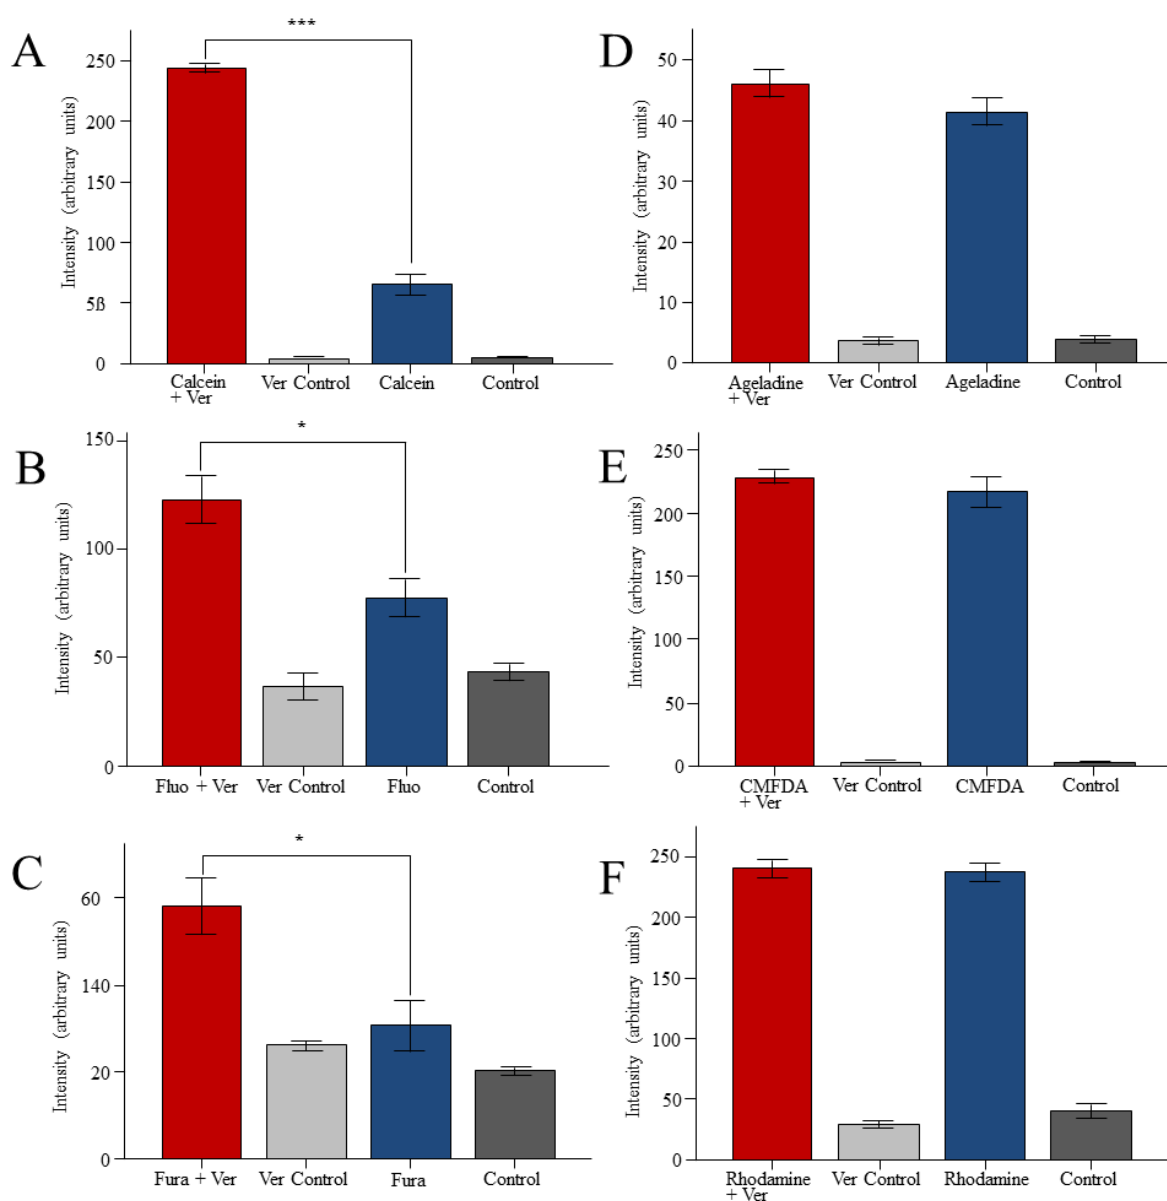 A
***
Intensity (arbitrary units)
250
200
150
100
5ß
0
Calcein
+ Ver
Ver Control
Calcein
Control
D
Intensity (arbitrary units)
50
40
30
20
10
0
Ageladine
+ Ver
Ver Control
Ageladine
Control
B
*
Intensity (arbitrary units)
150
100
50
0
Fluo + Ver
Ver Control
Fluo
Control
E
Intensity (arbitrary units)
250
200
150
100
50
0
CMFDA
+ Ver
Ver Control
CMFDA
Control
C
*
Intensity (arbitrary units)
60
140
20
0
Fura + Ver
Ver Control
Fura
Control
F
Intensity (arbitrary units)
250
200
150
100
50
0
Rhodamine
+ Ver
Ver Control
Rhodamine
Control